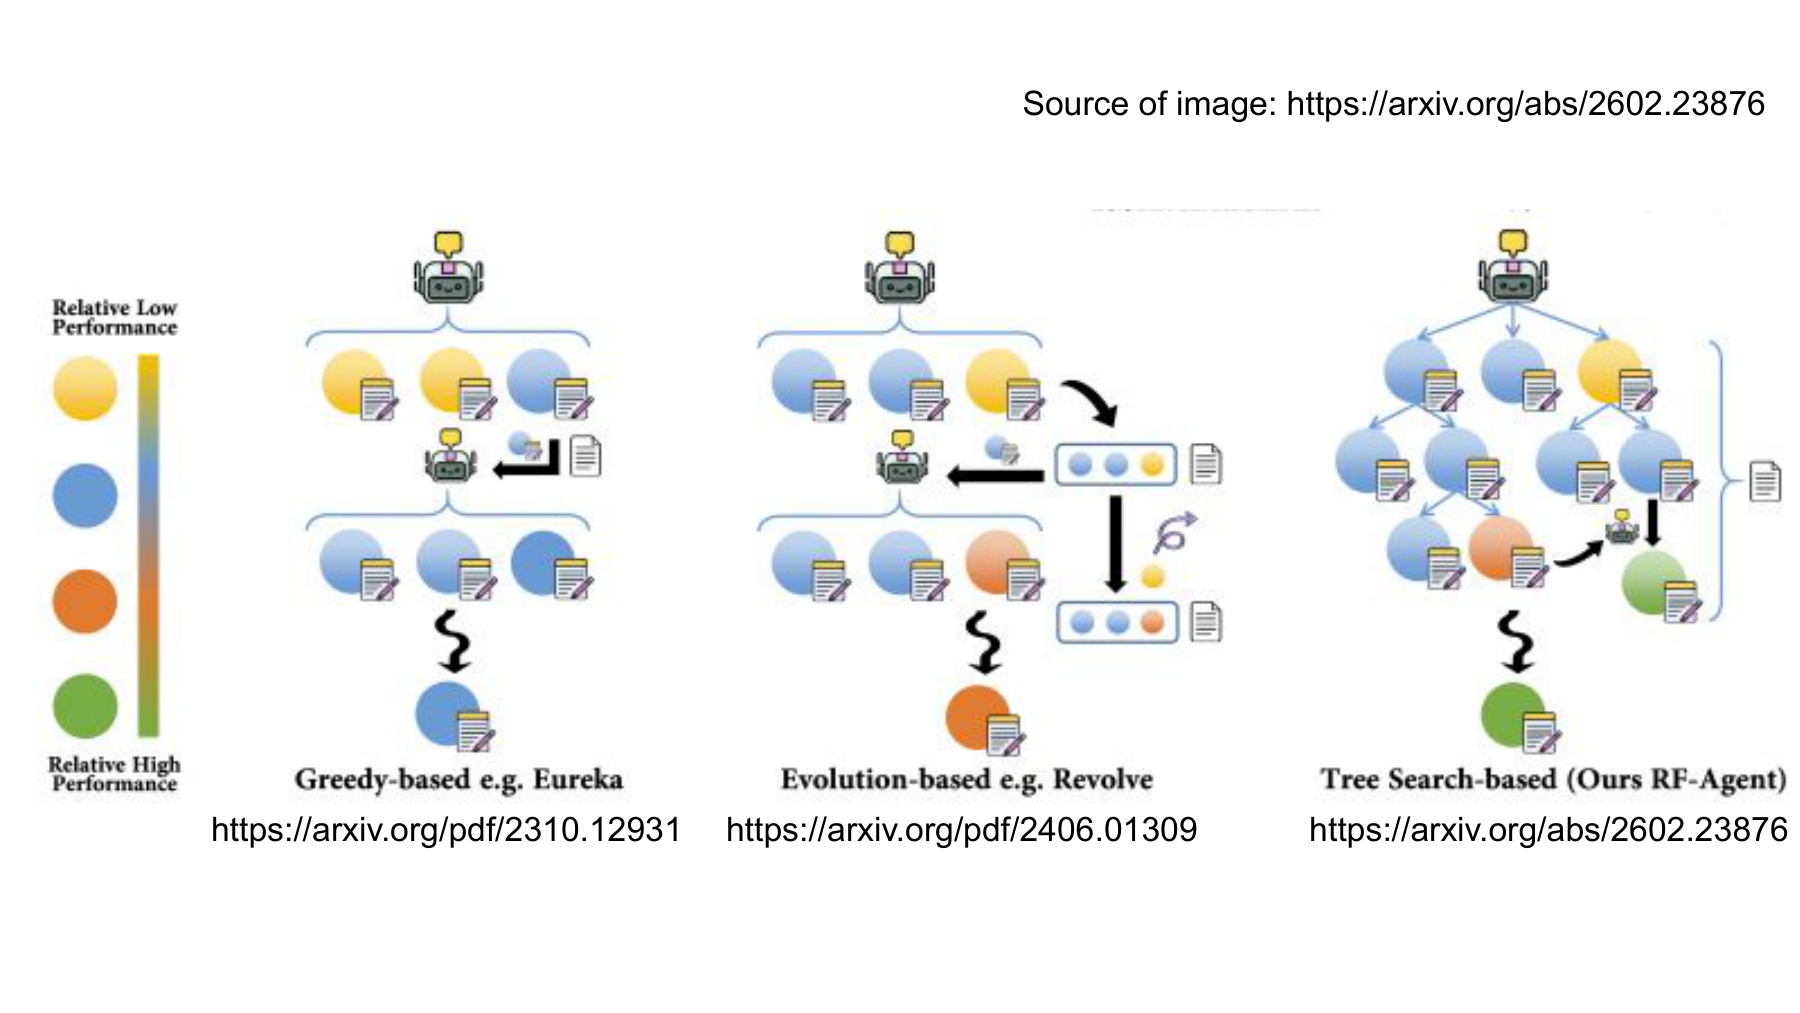 Source of image: https://arxiv.org/abs/2602.23876
Relative Low
Performance
Relative High
Performance
Greedy-based e.g. Eureka
https://arxiv.org/pdf/2310.12931
Evolution-based e.g. Revolve
https://arxiv.org/pdf/2406.01309
Tree Search-based (Ours RF-Agent)
https://arxiv.org/abs/2602.23876